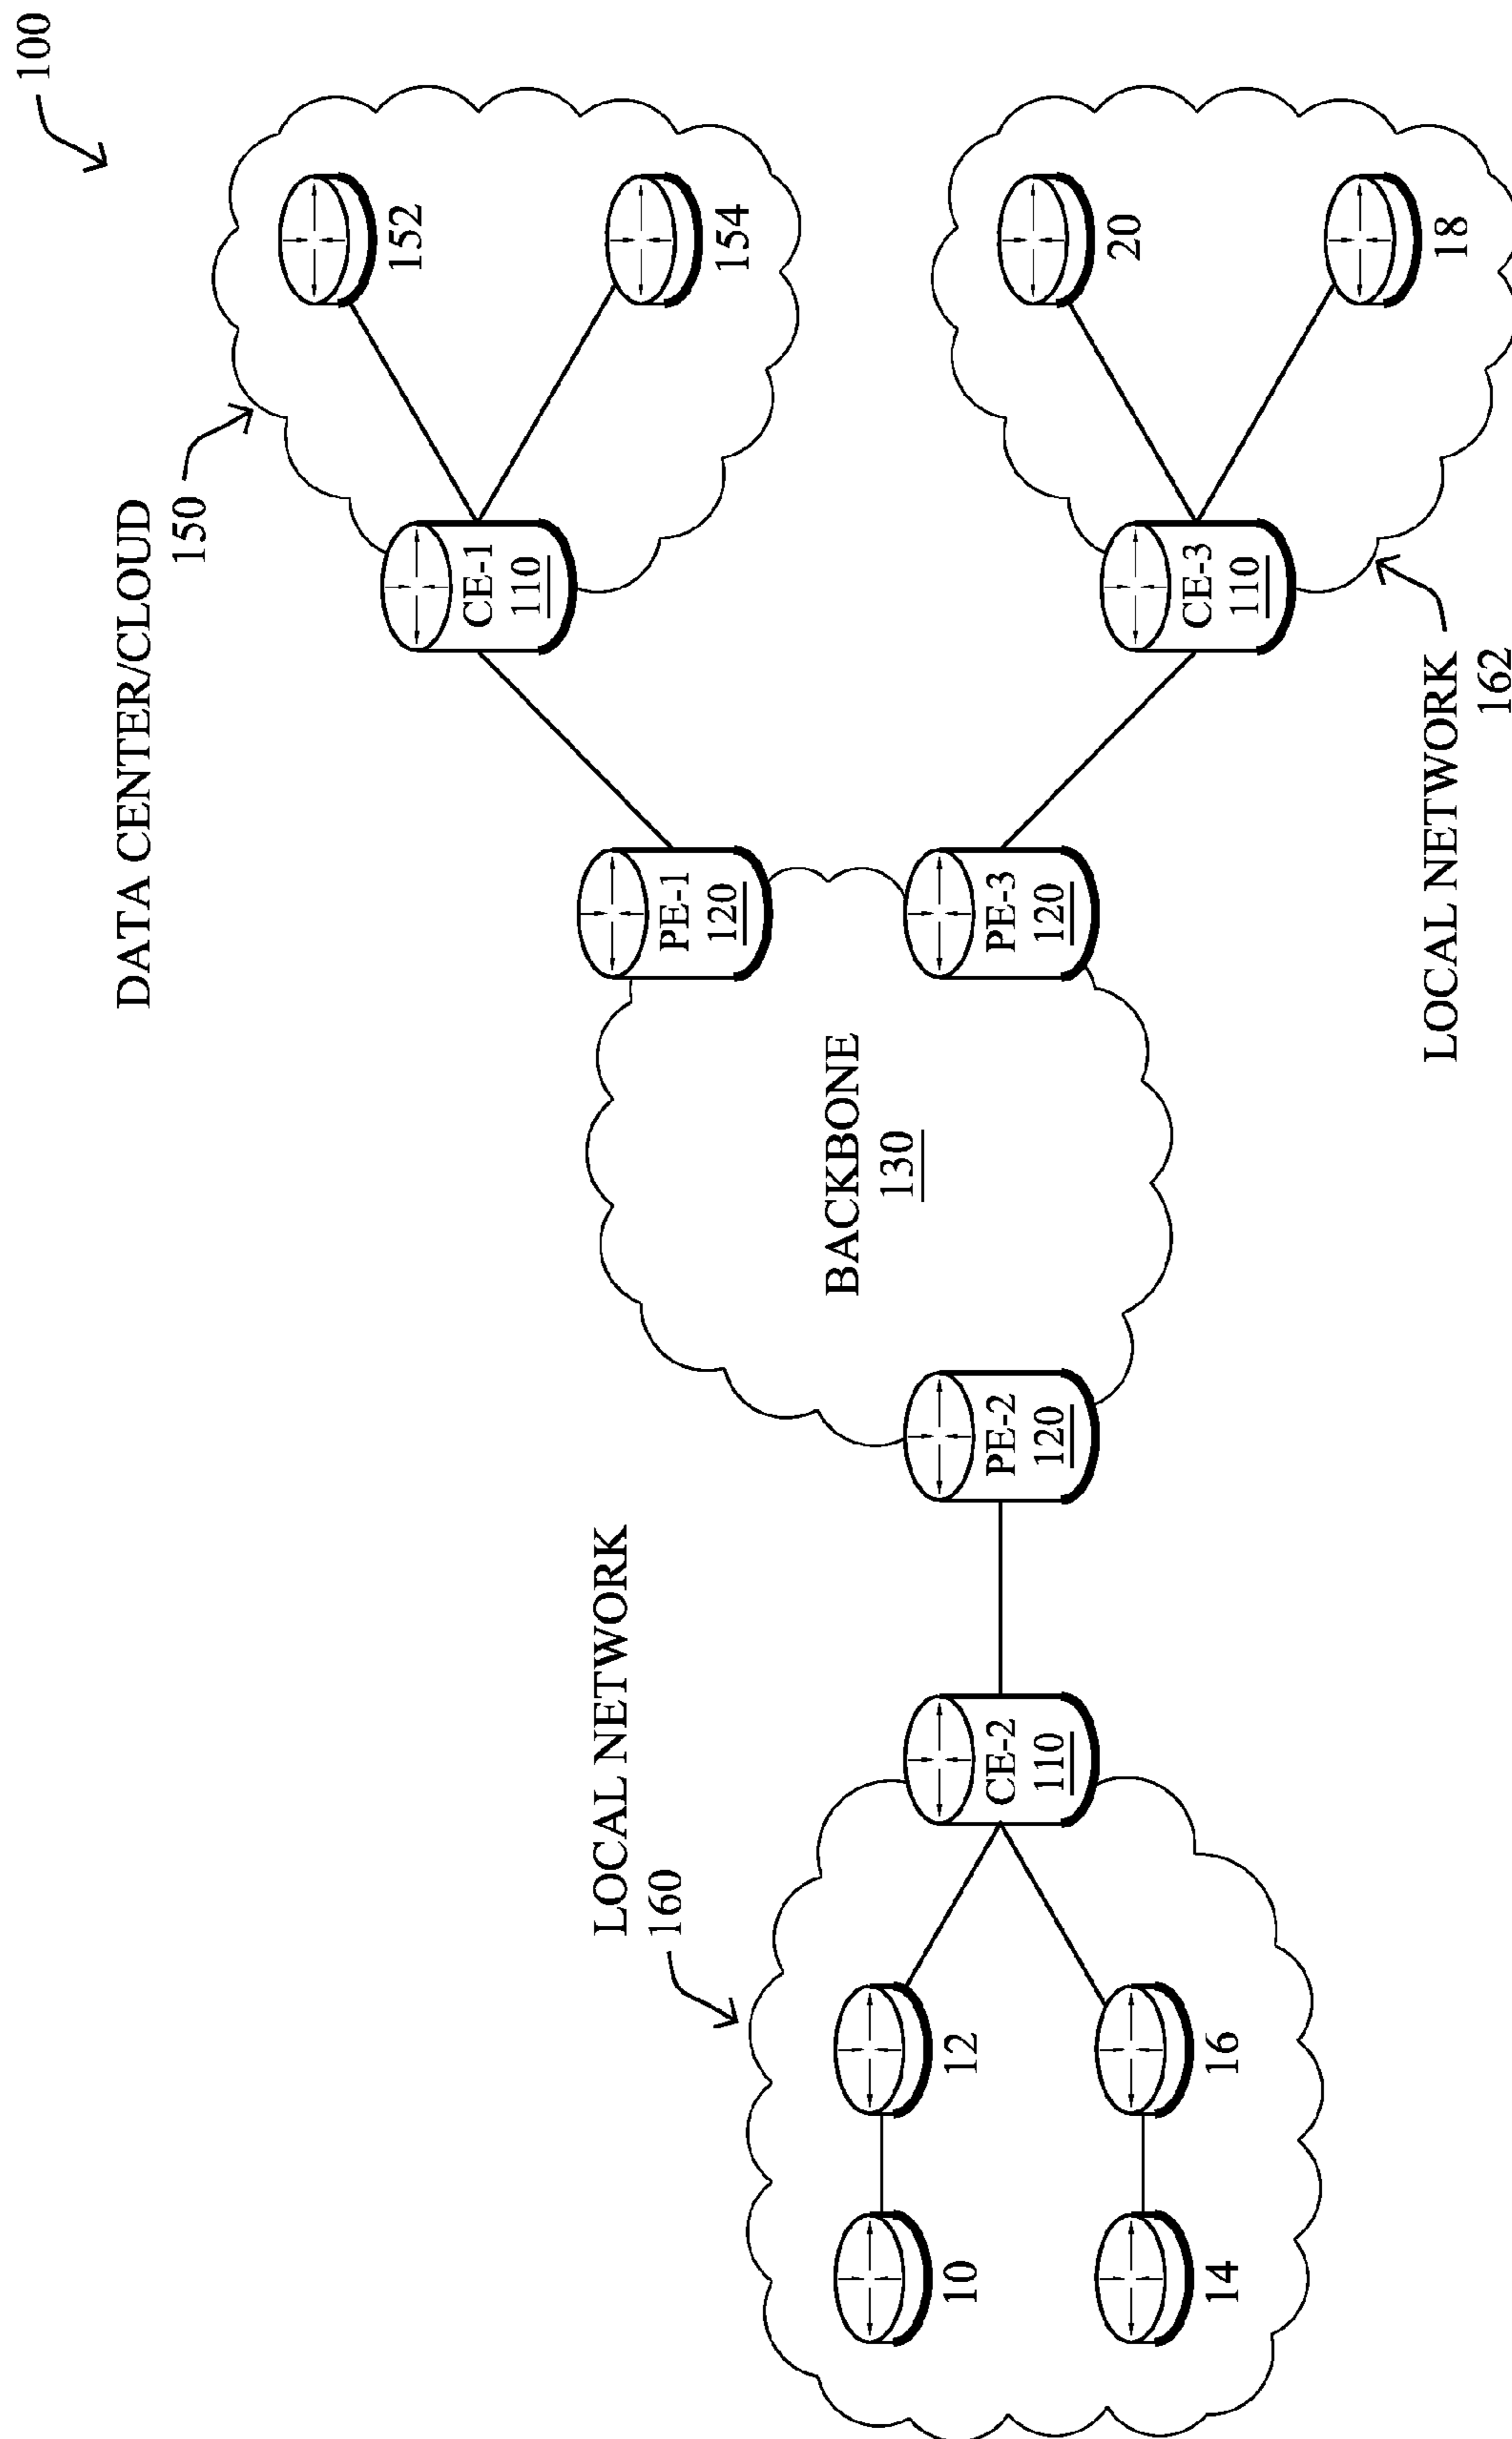 100
DATA CENTER/CLOUD
150
152
154
CE-1
110
PE-1
120
BACKBONE
130
PE-3
120
PE-2
120
CE-3
110
20
18
LOCAL NETWORK
162
LOCAL NETWORK
160
CE-2
110
12
16
10
14